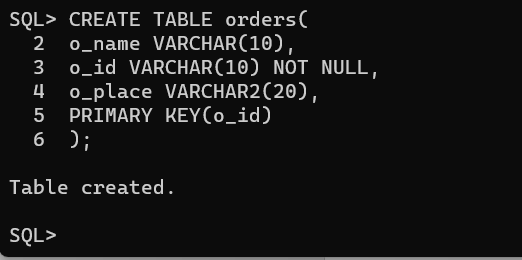 SQL> CREATE TABLE orders(
  2  o_name VARCHAR(10),
  3  o_id VARCHAR(10) NOT NULL,
  4  o_place VARCHAR2(20),
  5  PRIMARY KEY(o_id)
  6  );
Table created.
SQL>